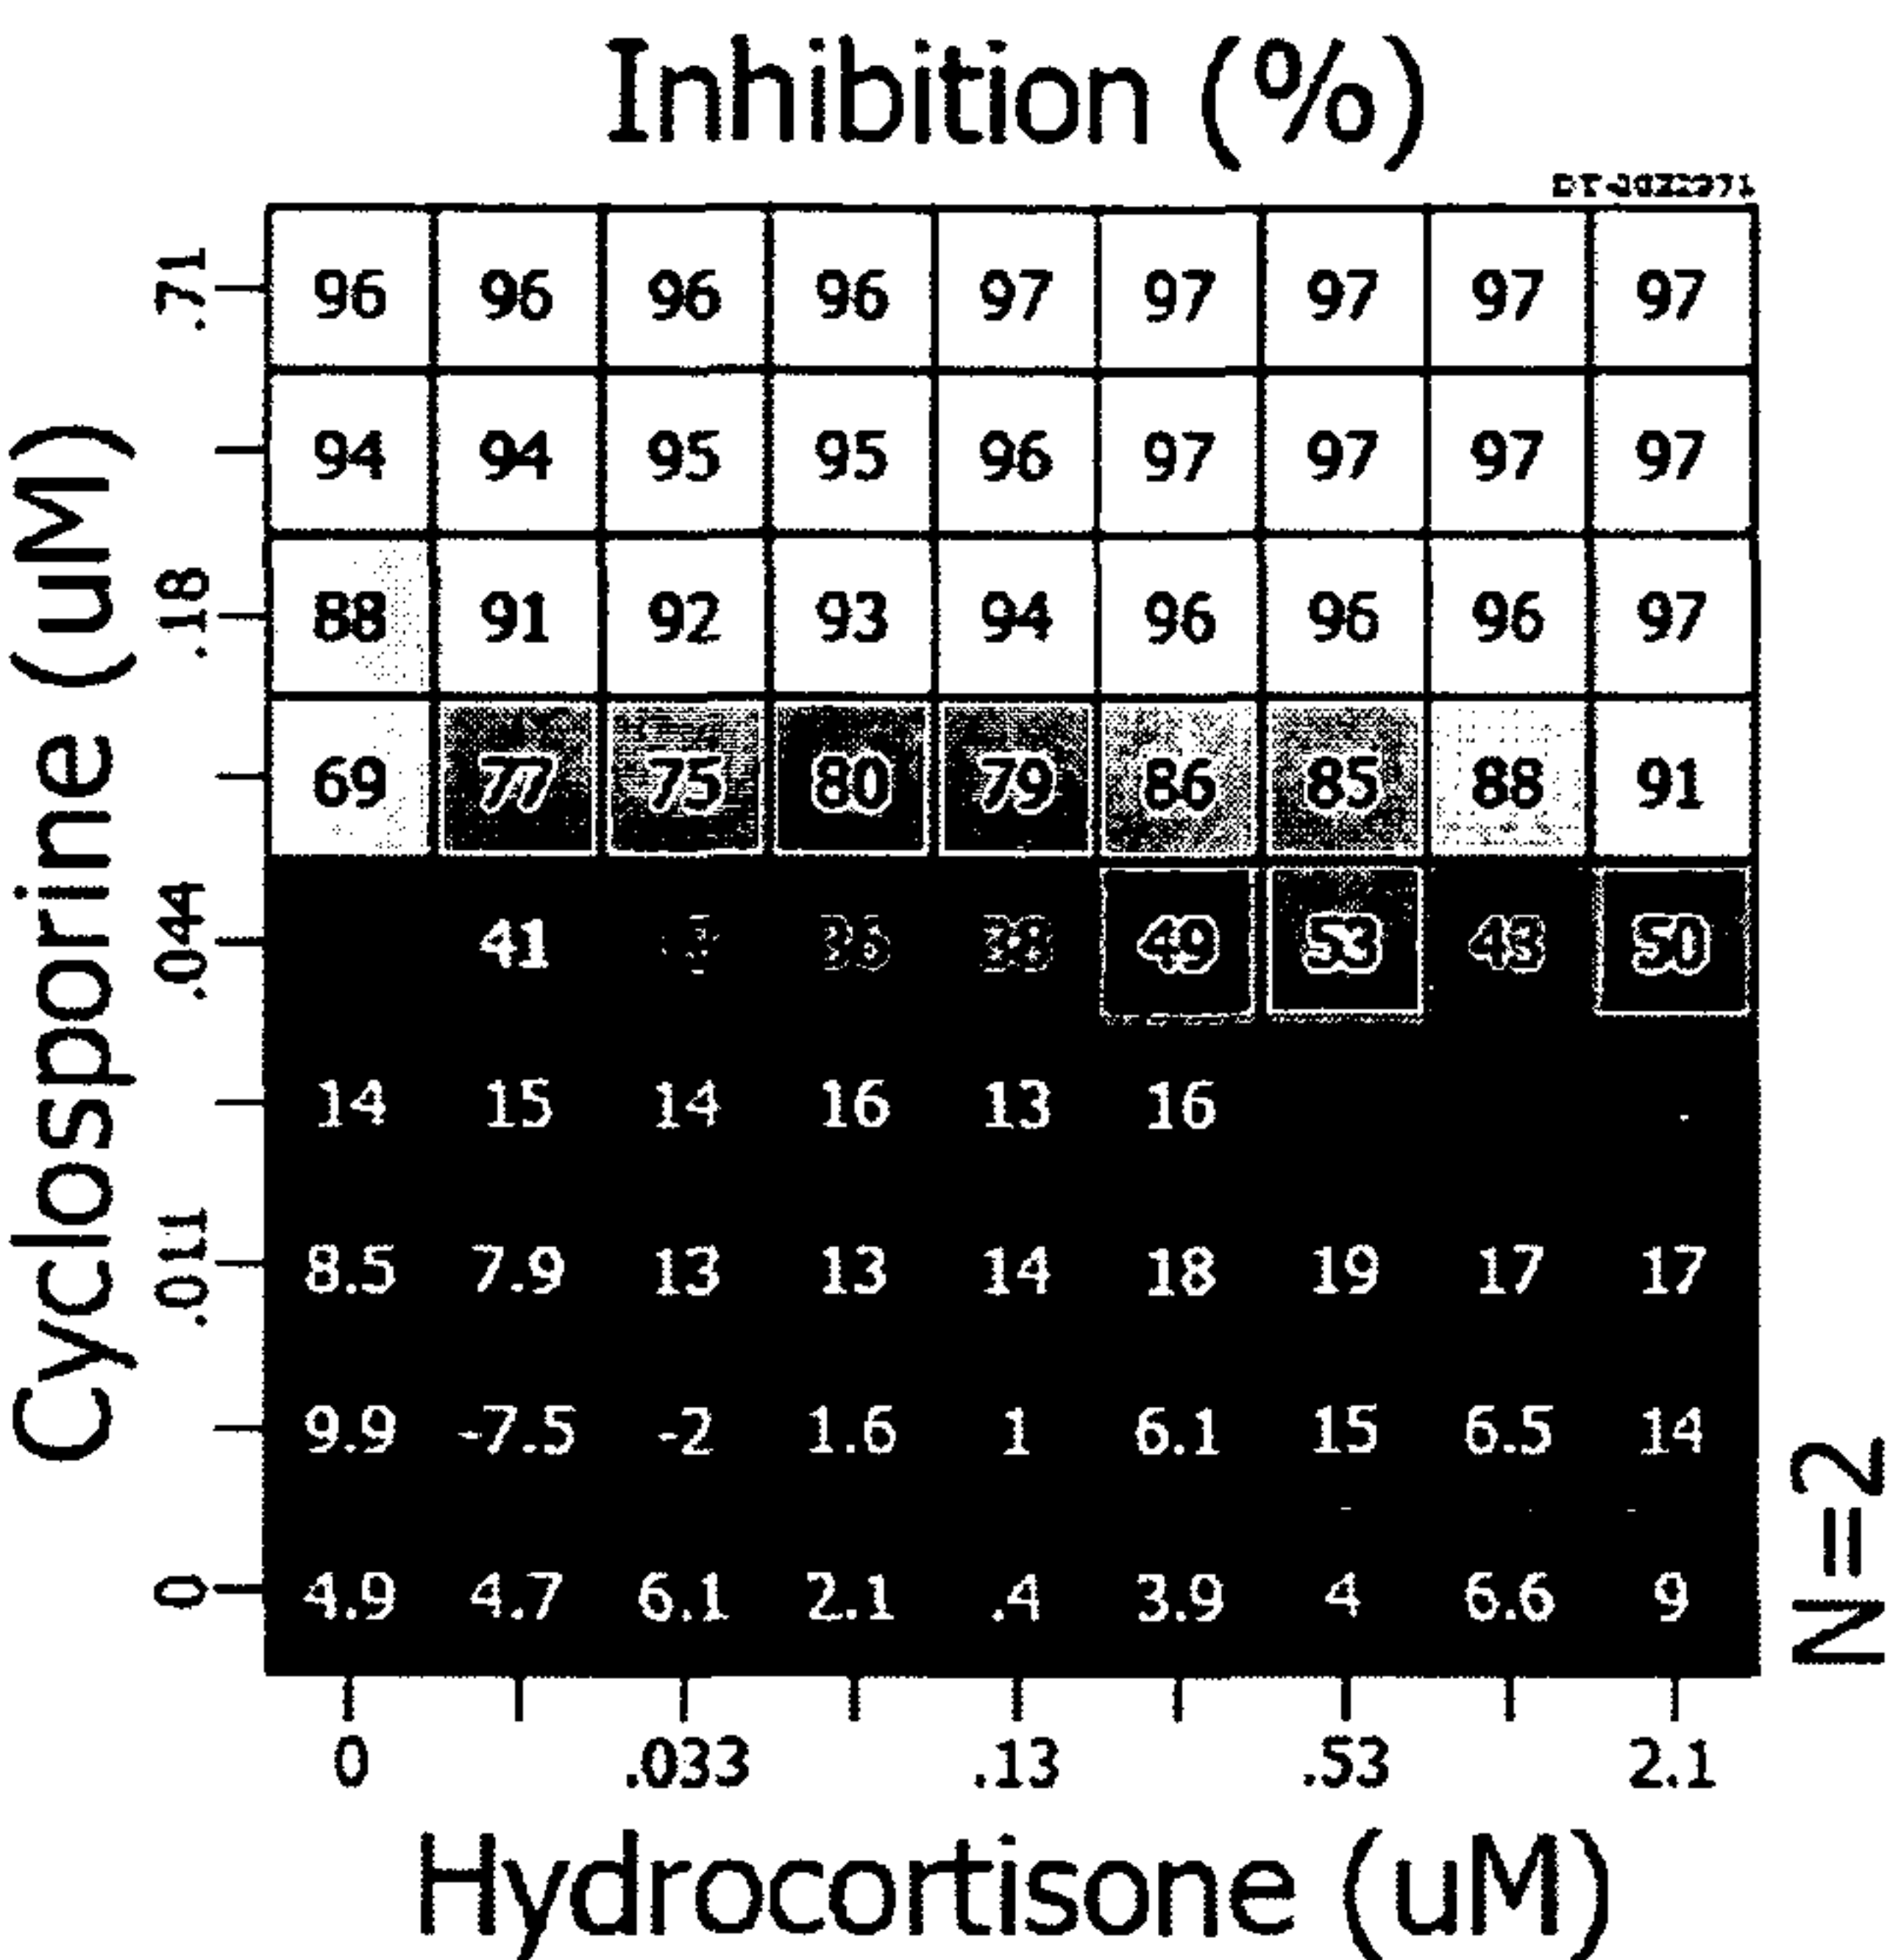 Inhibition (%)
.71 96 96 96 96 97 97 97 97 97
94 94 95 95 96 97 97 97 97
.18 88 91 92 93 94 96 96 96 97
69 77 75 80 79 86 85 88 91
.044 41 36 38 49 53 43 50
14 15 14 16 13 16
.011 8.5 7.9 13 13 14 18 19 17 17
9.9 -7.5 -2 1.6 1 6.1 15 6.5 14
0 4.9 4.7 6.1 2.1 .4 3.9 4 6.6 9
0 .033 .13 .53 2.1
Hydrocortisone (uM)
Cyclosporine (uM)
N=2